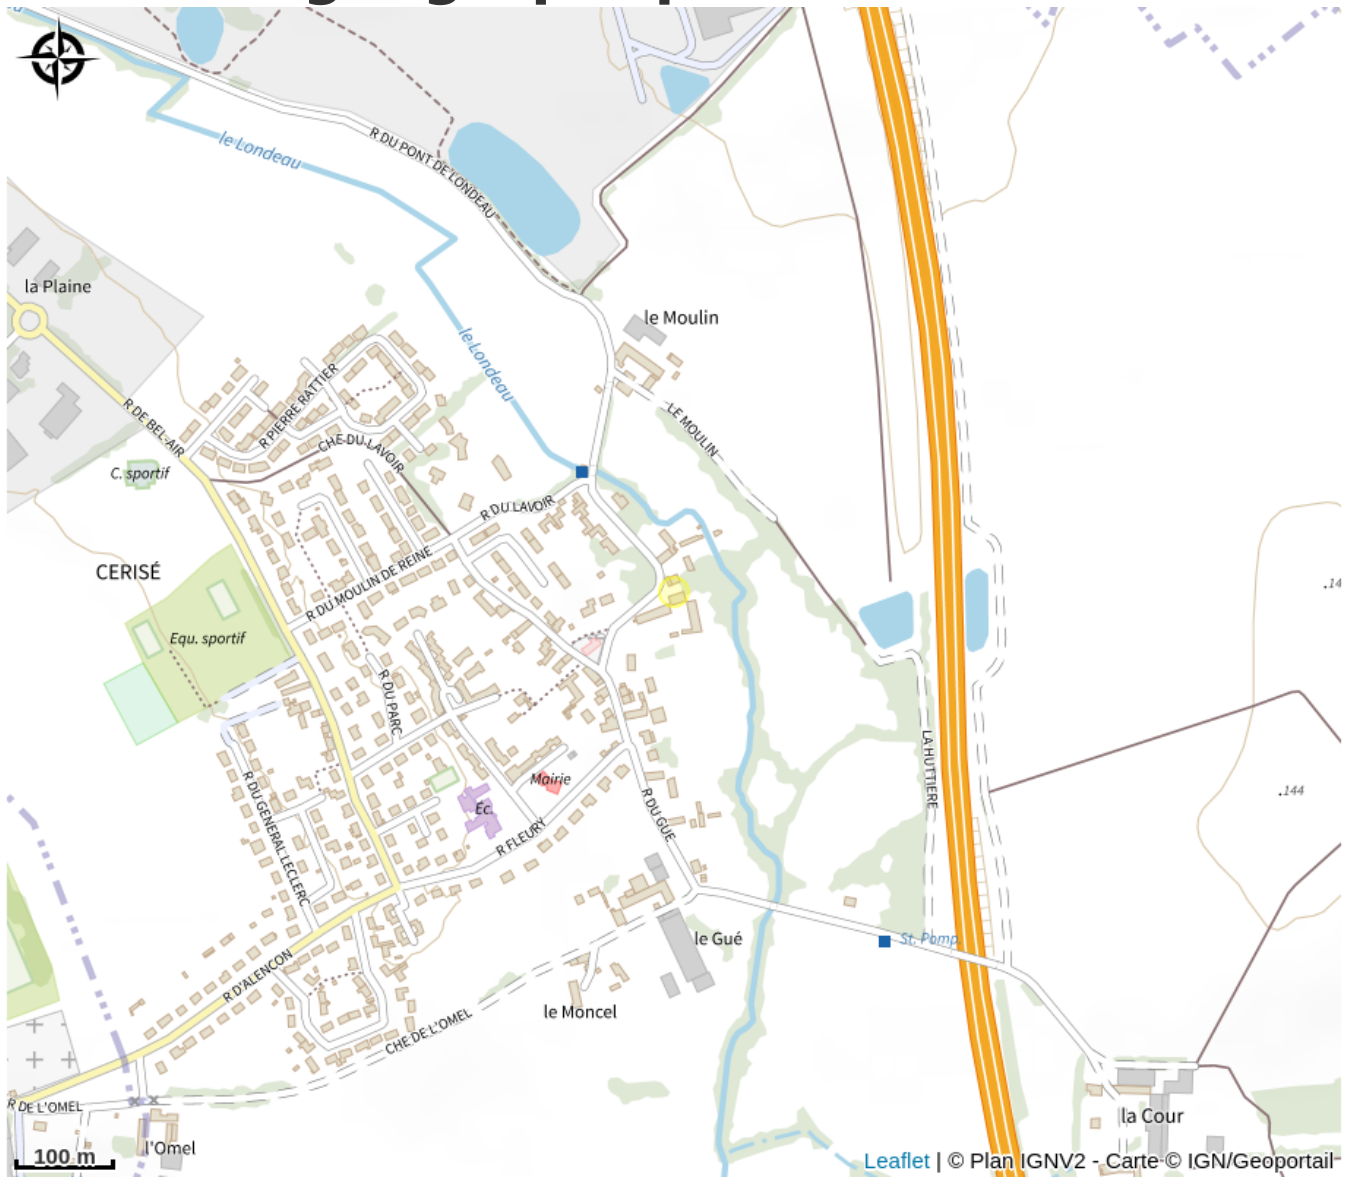 le Londeau
R DU PONT DE LONDEAU
la Plaine
le Moulin
le Londeau
R PIERRE RATTIER
R DE BEL-AIR
CHE DU LAVOIR
LE MOULIN
C. sportif
R DU LAVOIR
CERISÉ
R DU MOULIN DE REINE
.14
Equ. sportif
R DU PARC
LA HUTTIERE
Mairie
R DU GENERAL LECLERC
.144
Éc.
R DU GUE
R FLEURY
le Gué
St. Pomp.
R D'ALENCON
le Moncel
CHE DE L'OMEL
R DE L'OMEL
la Cour
l'Omel
100 m
Leaflet | © Plan IGNV2 - Carte © IGN/Geoportail